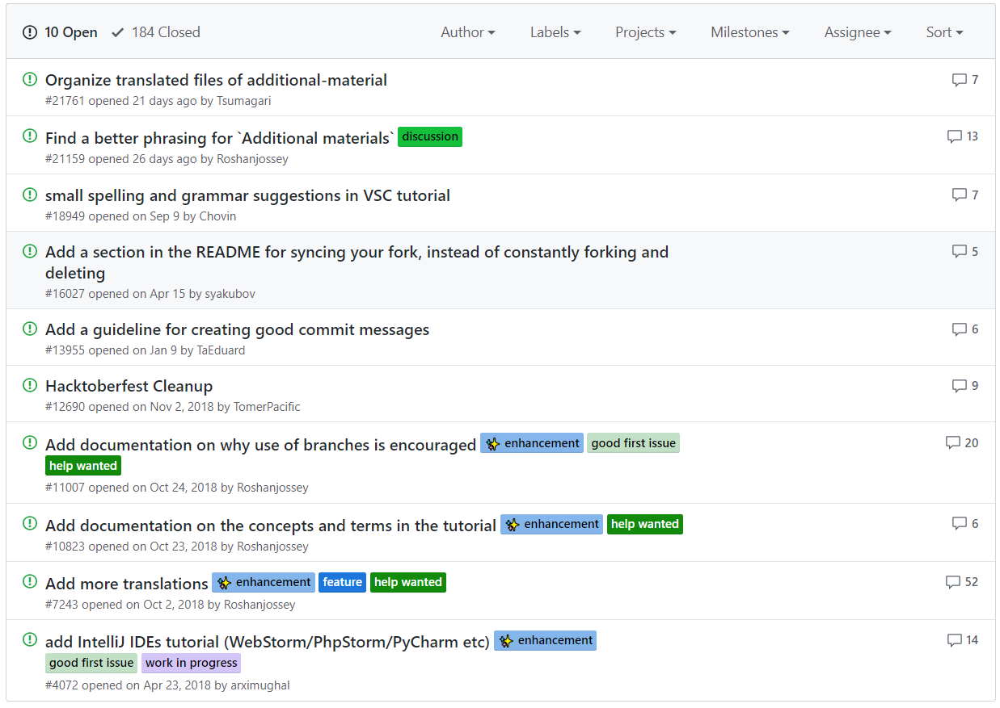 10 Open 184 Closed Author Labels Projects Milestones Assignee Sort
Organize translated files of additional-material 7
#21761 opened 21 days ago by Tsumagari
Find a better phrasing for `Additional materials` discussion 13
#21159 opened 26 days ago by Roshanjossey
small spelling and grammar suggestions in VSC tutorial 7
#18949 opened on Sep 9 by Chovin
Add a section in the README for syncing your fork, instead of constantly forking and 5
deleting
#16027 opened on Apr 15 by syakubov
Add a guideline for creating good commit messages 6
#13955 opened on Jan 9 by TaEduard
Hacktoberfest Cleanup 9
#12690 opened on Nov 2, 2018 by TomerPacific
Add documentation on why use of branches is encouraged ✨ enhancement good first issue 20
help wanted
#11007 opened on Oct 24, 2018 by Roshanjossey
Add documentation on the concepts and terms in the tutorial ✨ enhancement help wanted 6
#10823 opened on Oct 23, 2018 by Roshanjossey
Add more translations ✨ enhancement feature help wanted 52
#7243 opened on Oct 2, 2018 by Roshanjossey
add IntelliJ IDEs tutorial (WebStorm/PhpStorm/PyCharm etc) ✨ enhancement 14
good first issue work in progress
#4072 opened on Apr 23, 2018 by arximughal